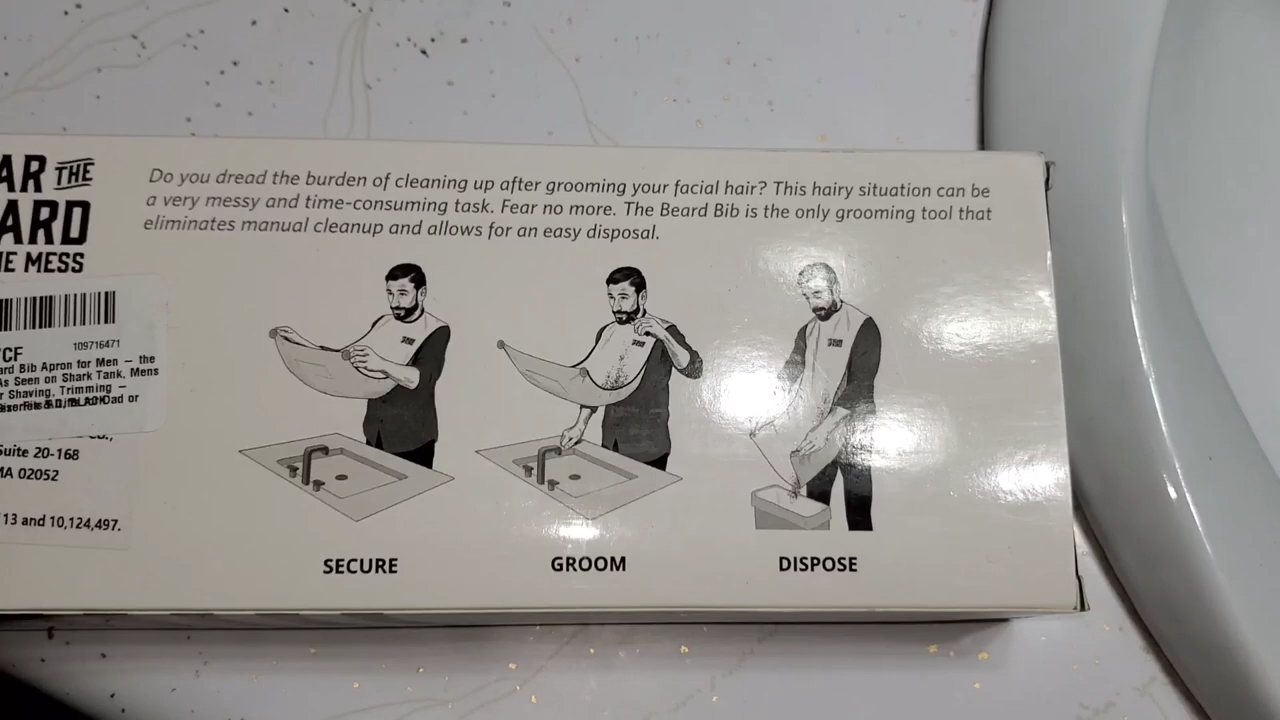 AR THE
ARD
E MESS
Do you dread the burden of cleaning up after grooming your facial hair? This hairy situation can be
a very messy and time-consuming task. Fear no more. The Beard Bib is the only grooming tool that
eliminates manual cleanup and allows for an easy disposal.
109716471
CF
ard Bib Apron for Men – the
As Seen on Shark Tank, Mens
r Shaving, Trimming –
Dad or
Suite 20-168
MA 02052
13 and 10,124,497.
SECURE
GROOM
DISPOSE